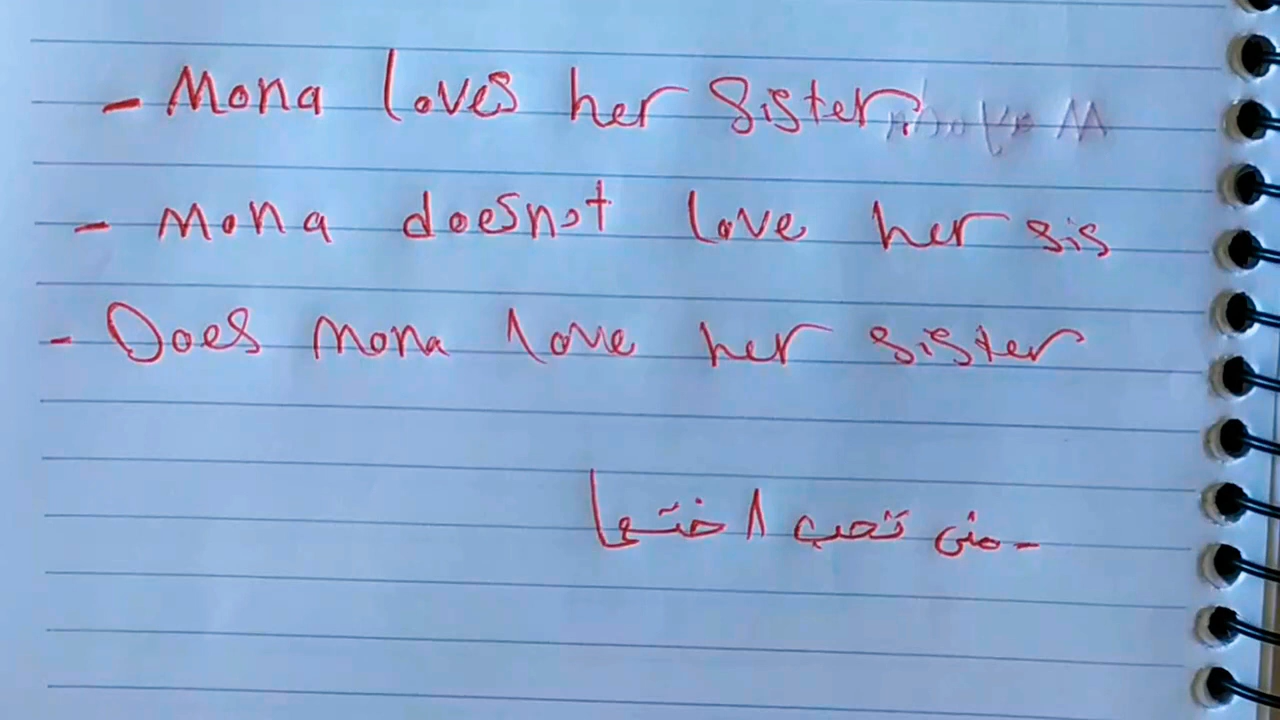 - Mona loves her sister
- Mona doesnot love her sis
- Does mona love her sister
- منى تحب اختها